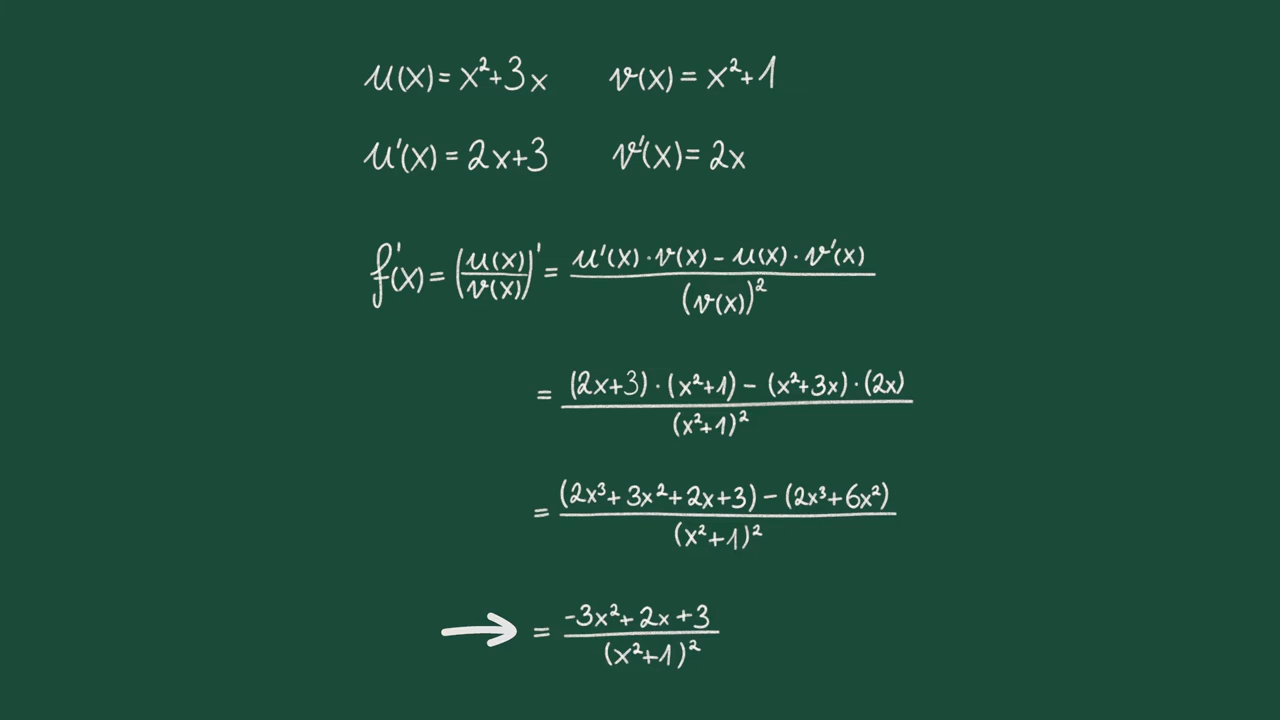 u(x) = x²+3x v(x) = x²+1
u'(x) = 2x+3 v'(x) = 2x
f'(x) = (u(x)/v(x))' = (u'(x)·v(x) - u(x)·v'(x))/(v(x))²
= ((2x+3)·(x²+1) - (x²+3x)·(2x))/(x²+1)²
= ((2x³+3x²+2x+3) - (2x³+6x²))/(x²+1)²
→ = (-3x²+2x+3)/(x²+1)²